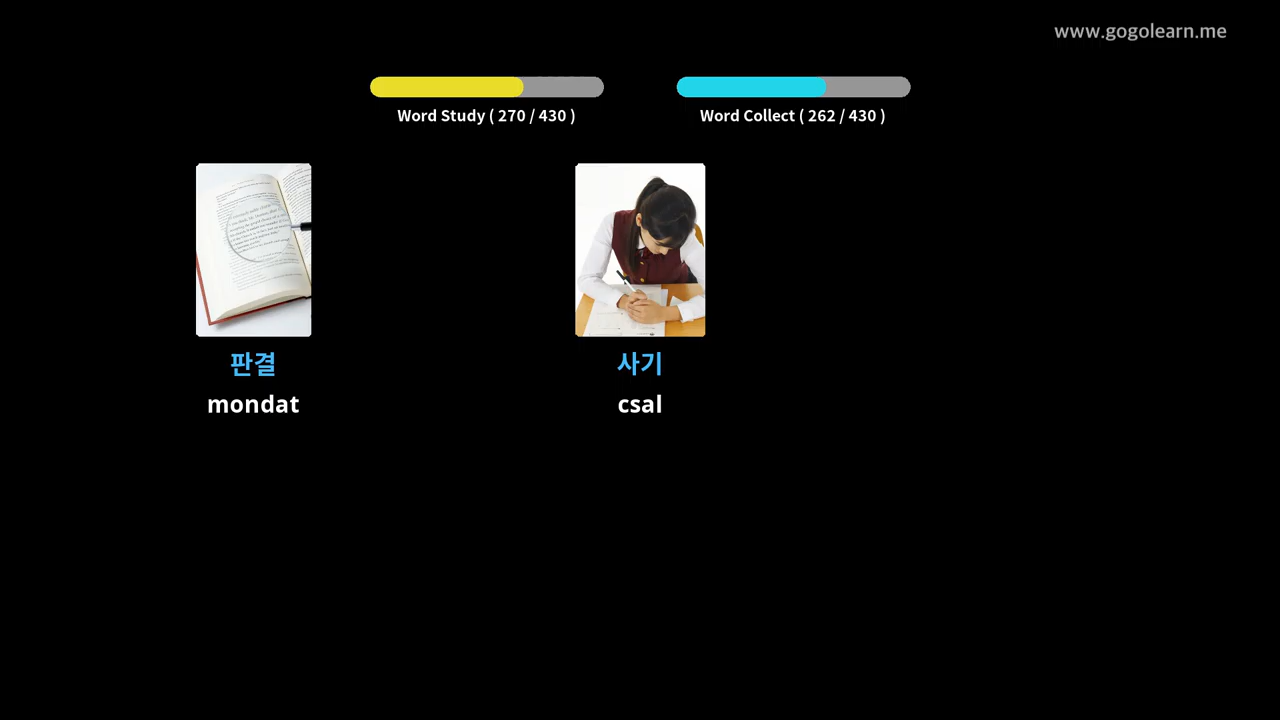 www.gogolearn.me
Word Study ( 270 / 430 )
Word Collect ( 262 / 430 )
판결
mondat
사기
csal